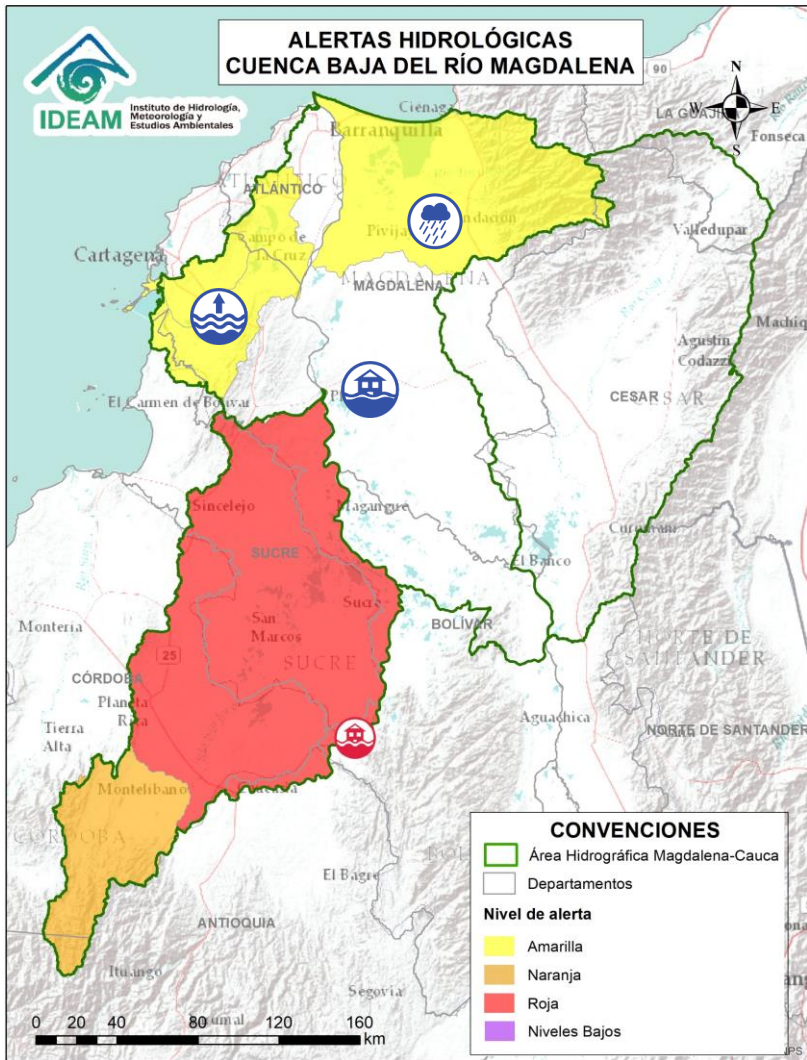 ALERTAS HIDROLÓGICAS
CUENCA BAJA DEL RÍO MAGDALENA
IDEAM
Instituto de Hidrología,
Meteorología y
Estudios Ambientales
N
W
E
S
90
Ciénaga
LA GUAJIRA
Barranquilla
Fonseca
ATLÁNTICO
Pivijay
Valledupar
Campo de
la Cruz
Cartagena
MAGDALENA
MAGDALENA
Agustín
Codazzi
El Carmen de Bolívar
CESAR
CESAR
Sincelejo
Magangué
SUCRE
El Banco
Sucre
BOLÍVAR
San
Marcos
Montería
NORTE DE
SANTANDER
25
SUCRE
CÓRDOBA
Planeta
Rica
Aguachica
Tierra
Alta
NORTE DE SANTANDER
Montelíbano
CÓRDOBA
El Bagre
ANTIOQUIA
Ituango
Segovia
CONVENCIONES
Área Hidrográfica Magdalena-Cauca
Departamentos
Nivel de alerta
Amarilla
Naranja
Roja
Niveles Bajos
0 20 40 80 120 160
km